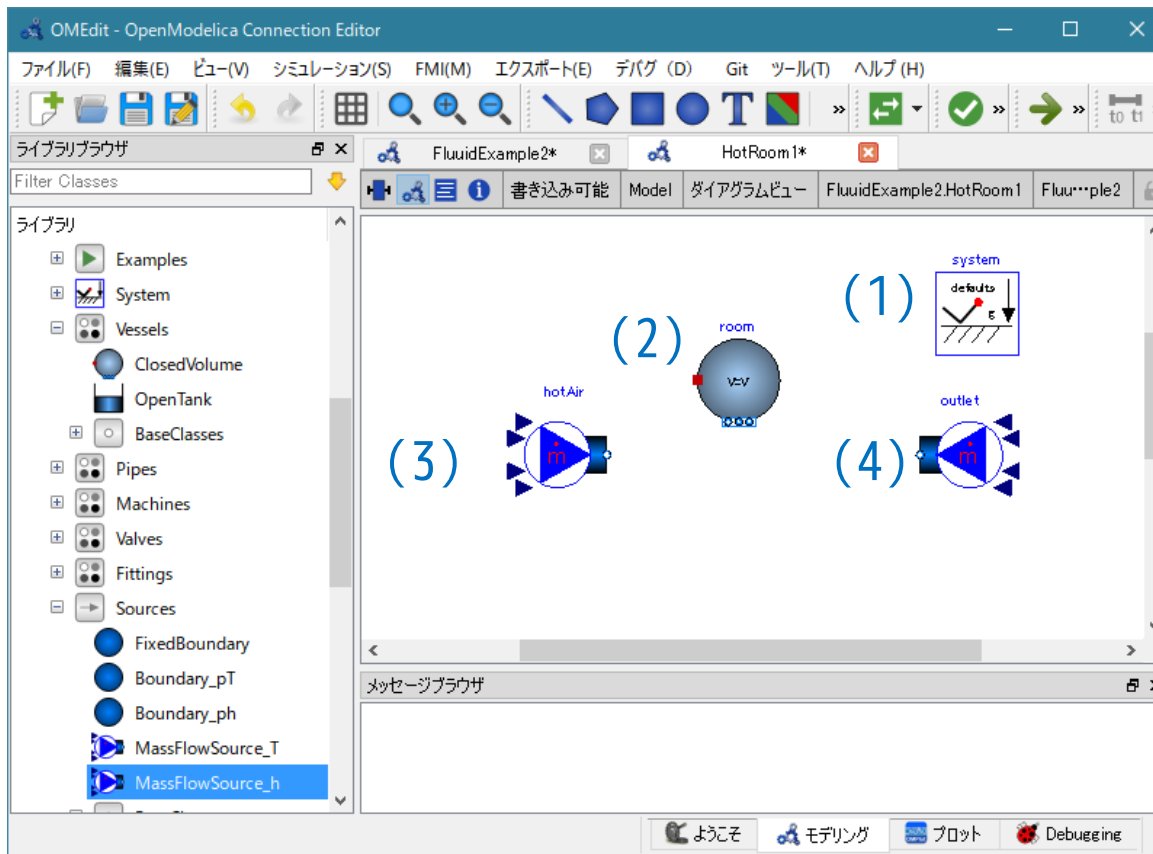 OMEdit - OpenModelica Connection Editor
ファイル(F) 編集(E) ビュー(V) シミュレーション(S) FMI(M) エクスポート(E) デバグ (D) Git ツール(T) ヘルプ(H)
T » » » t0 t1
ライブラリブラウザ
FluuidExample2* HotRoom1*
Filter Classes
書き込み可能 Model ダイアグラムビュー FluuidExample2.HotRoom1 Fluu…ple2
ライブラリ
Examples
System
Vessels
ClosedVolume
OpenTank
BaseClasses
Pipes
Machines
Valves
Fittings
Sources
FixedBoundary
Boundary_pT
Boundary_ph
MassFlowSource_T
MassFlowSource_h
(1)
system
defaults
g
(2)
room
V=V
(3)
hotAir
m
(4)
outlet
m
メッセージブラウザ
ようこそ モデリング プロット Debugging